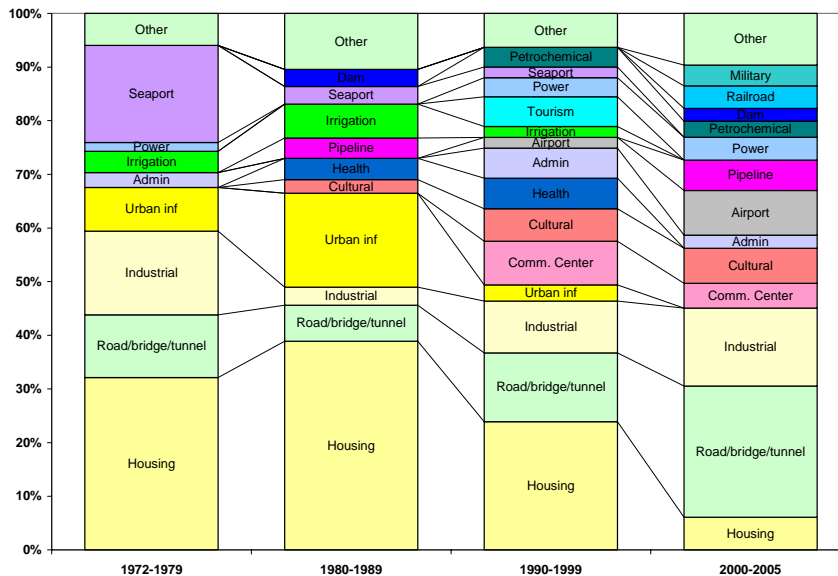 100%
90%
80%
70%
60%
50%
40%
30%
20%
10%
0%
Other
Seaport
Power
Irrigation
Admin
Urban inf
Industrial
Road/bridge/tunnel
Housing
Other
Dam
Seaport
Irrigation
Pipeline
Health
Cultural
Urban inf
Industrial
Road/bridge/tunnel
Housing
Other
Petrochemical
Seaport
Power
Tourism
Irrigation
Airport
Admin
Health
Cultural
Comm. Center
Urban inf
Industrial
Road/bridge/tunnel
Housing
Other
Military
Railroad
Dam
Petrochemical
Power
Pipeline
Airport
Admin
Cultural
Comm. Center
Industrial
Road/bridge/tunnel
Housing
1972-1979
1980-1989
1990-1999
2000-2005